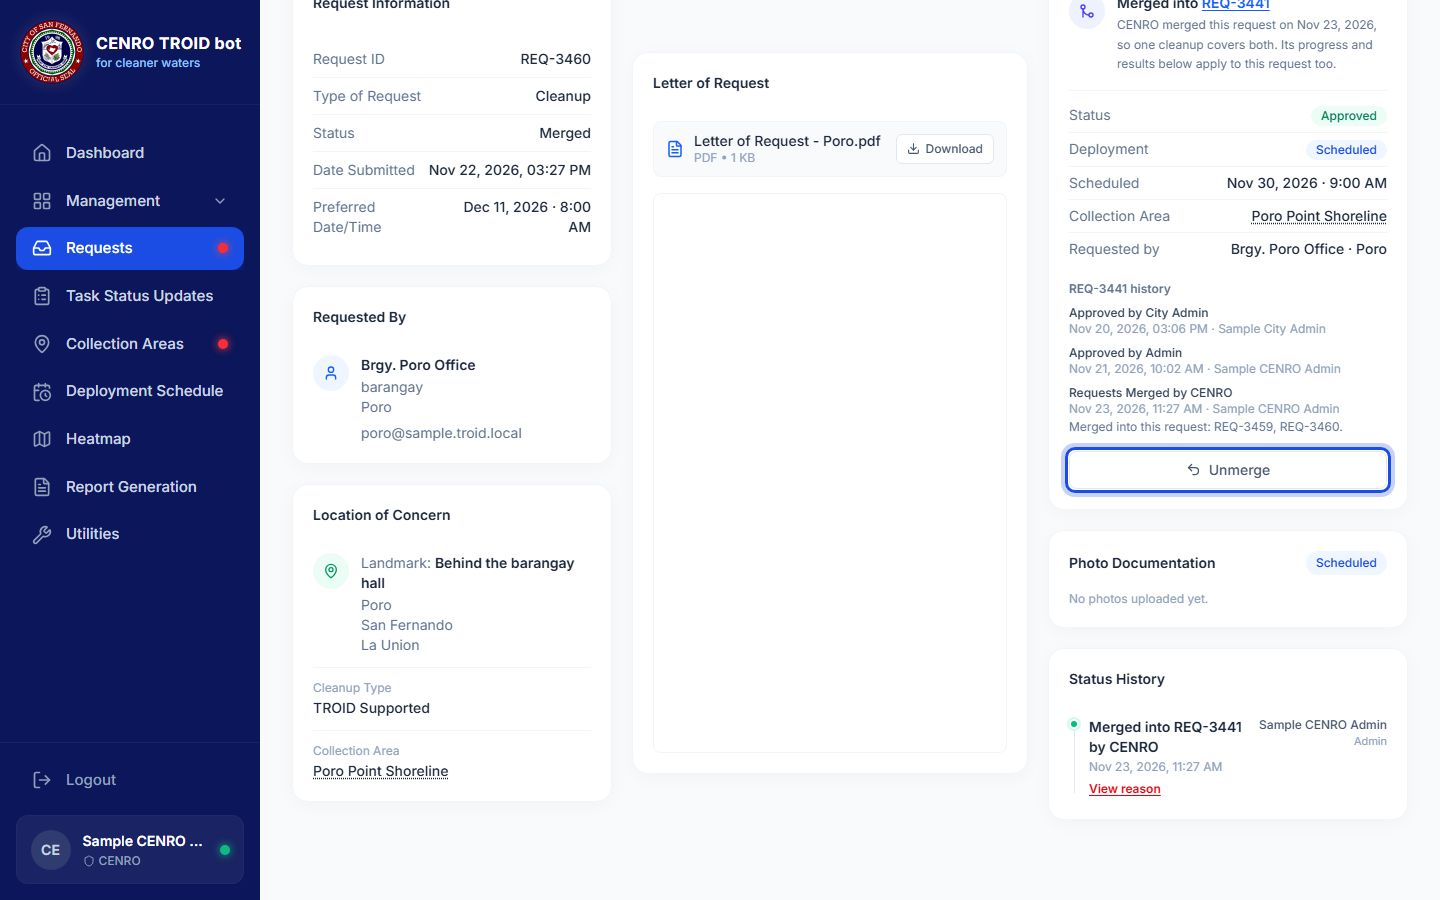 CITY OF SAN FERNANDO
OFFICIAL SEAL
CENRO TROID bot
for cleaner waters
Dashboard
Management
Requests
Task Status Updates
Collection Areas
Deployment Schedule
Heatmap
Report Generation
Utilities
Logout
CE
Sample CENRO ...
CENRO
Request Information
Request ID REQ-3460
Type of Request Cleanup
Status Merged
Date Submitted Nov 22, 2026, 03:27 PM
Preferred Date/Time Dec 11, 2026 · 8:00 AM
Requested By
Brgy. Poro Office
barangay
Poro
poro@sample.troid.local
Location of Concern
Landmark: Behind the barangay
hall
Poro
San Fernando
La Union
Cleanup Type
TROID Supported
Collection Area
Poro Point Shoreline
Letter of Request
Letter of Request - Poro.pdf
PDF • 1 KB
Download
Merged into REQ-3441
CENRO merged this request on Nov 23, 2026,
so one cleanup covers both. Its progress and
results below apply to this request too.
Status Approved
Deployment Scheduled
Scheduled Nov 30, 2026 · 9:00 AM
Collection Area Poro Point Shoreline
Requested by Brgy. Poro Office · Poro
REQ-3441 history
Approved by City Admin
Nov 20, 2026, 03:06 PM · Sample City Admin
Approved by Admin
Nov 21, 2026, 10:02 AM · Sample CENRO Admin
Requests Merged by CENRO
Nov 23, 2026, 11:27 AM · Sample CENRO Admin
Merged into this request: REQ-3459, REQ-3460.
Unmerge
Photo Documentation Scheduled
No photos uploaded yet.
Status History
Merged into REQ-3441
by CENRO
Sample CENRO Admin
Admin
Nov 23, 2026, 11:27 AM
View reason